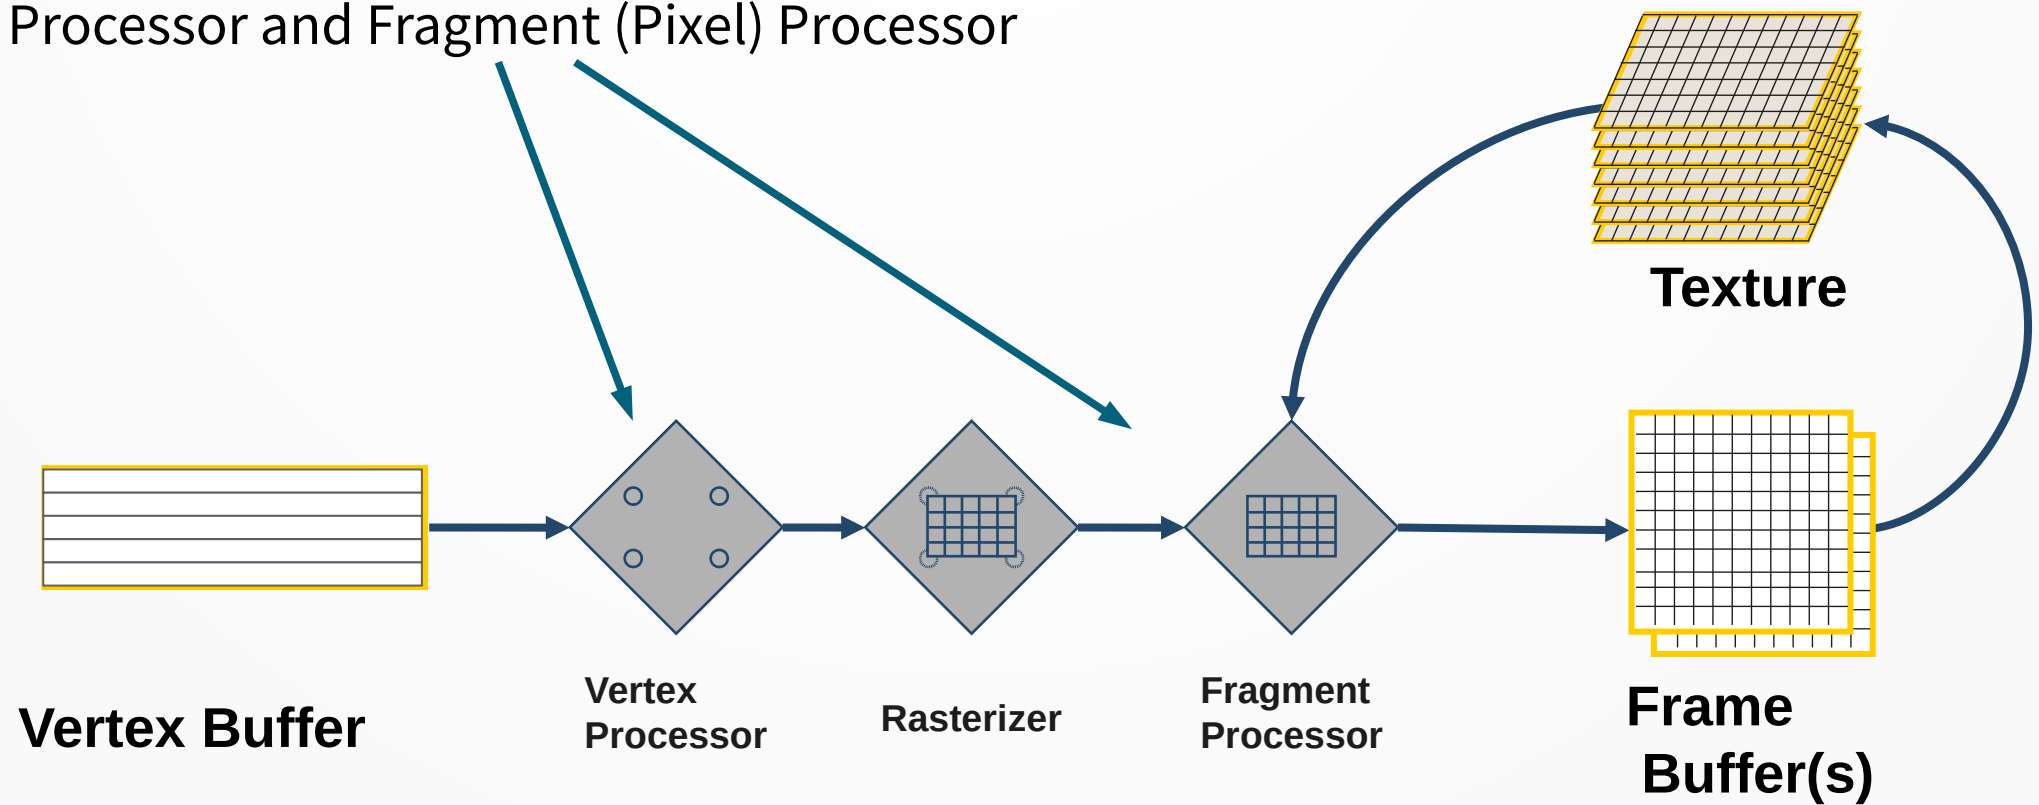 Processor and Fragment (Pixel) Processor
Texture
Vertex Buffer
Vertex
Processor
Rasterizer
Fragment
Processor
Frame
Buffer(s)